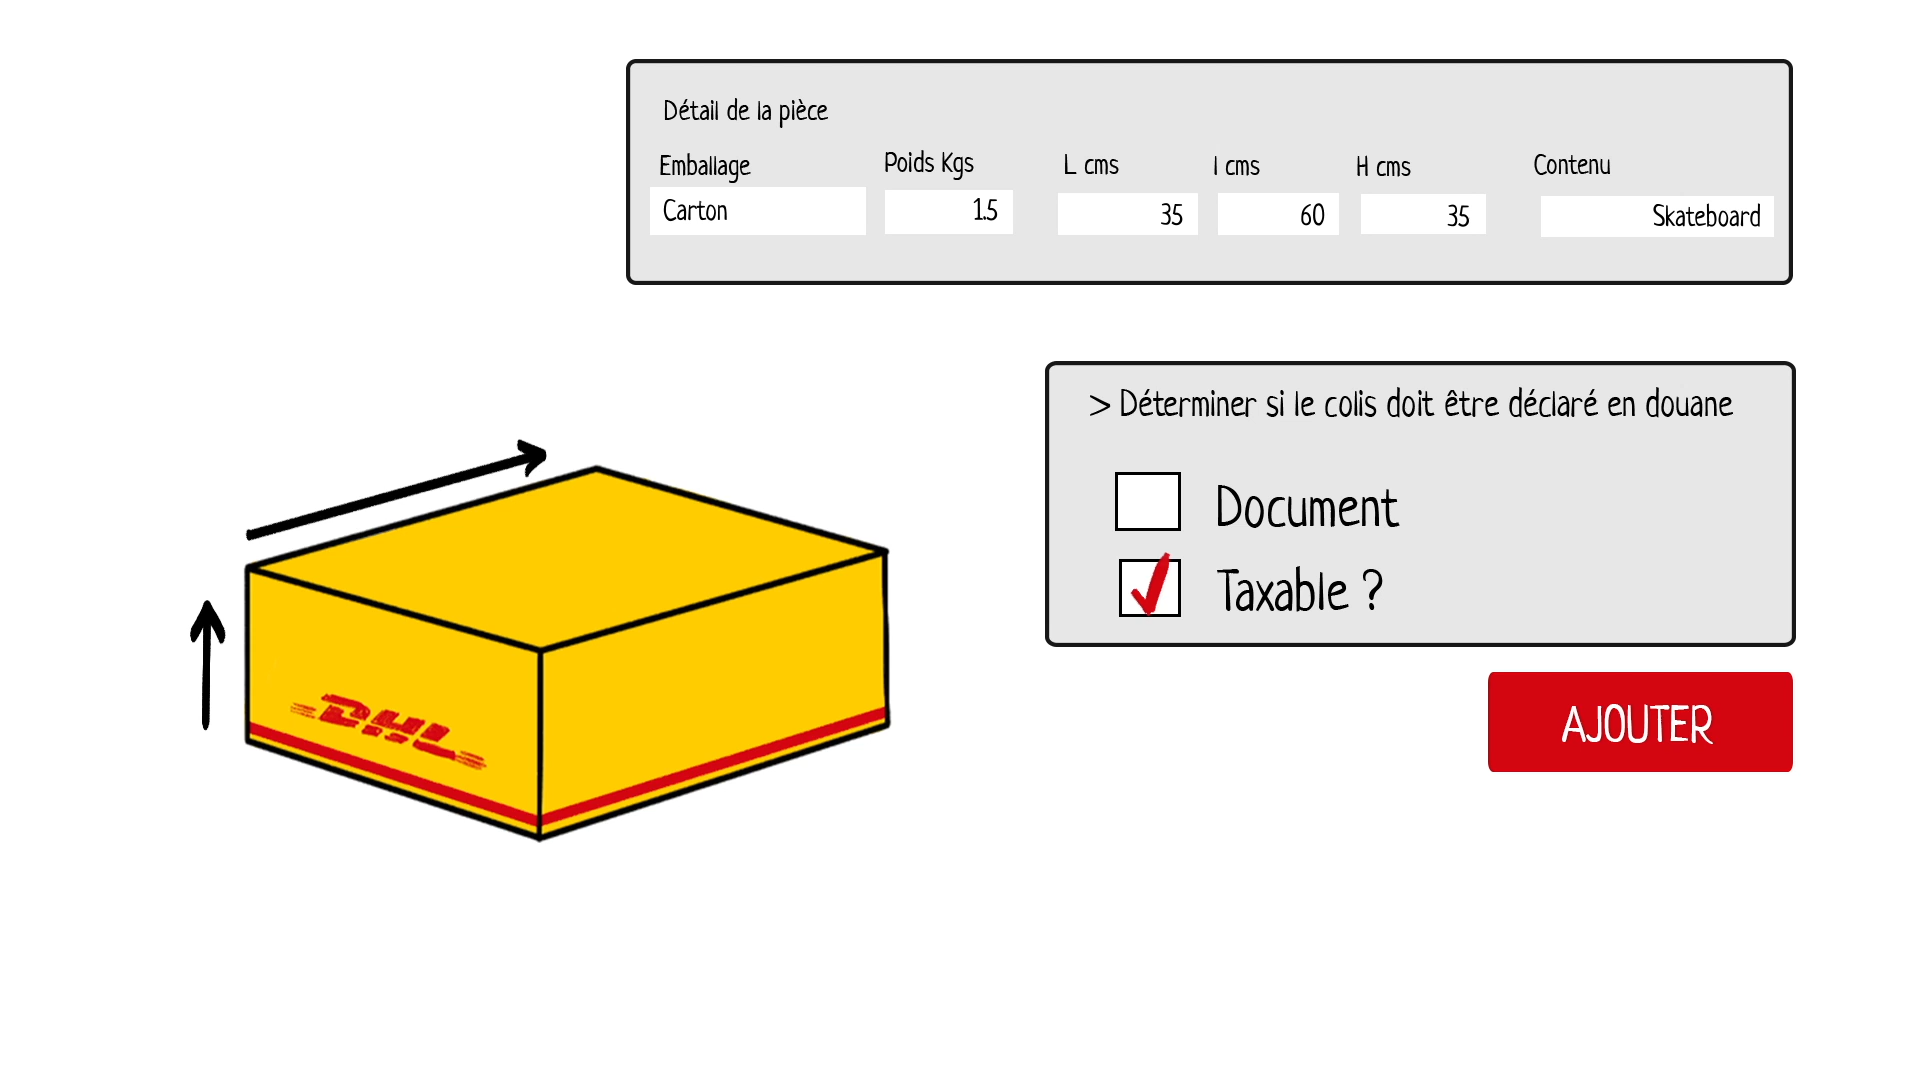 Détail de la pièce
Emballage Poids Kgs L cms l cms H cms Contenu
Carton 1.5 35 60 35 Skateboard
> Déterminer si le colis doit être déclaré en douane
Document
Taxable ?
AJOUTER
DHL